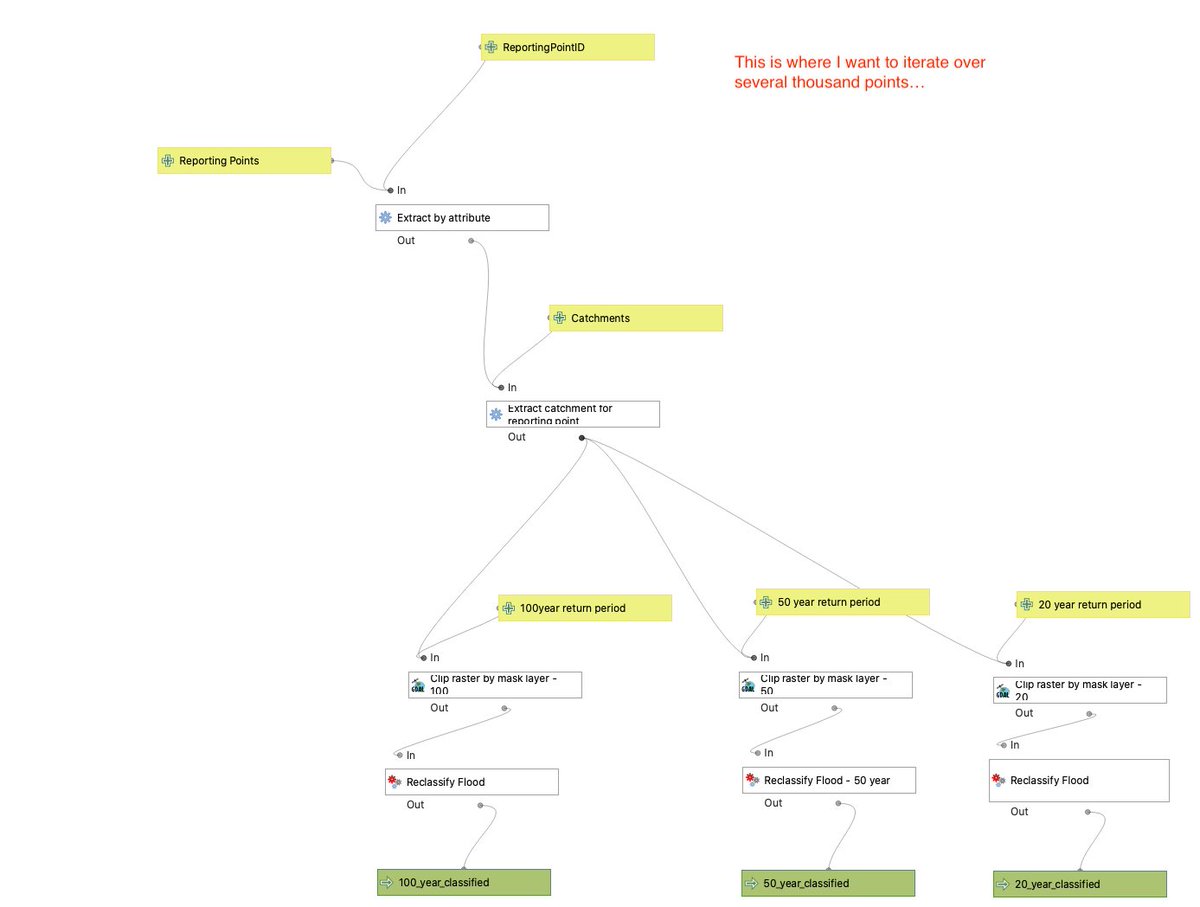 ReportingPointID
This is where I want to iterate over
several thousand points…
Reporting Points
In
Extract by attribute
Out
Catchments
In
Extract catchment for
reporting point
Out
100year return period
50 year return period
20 year return period
In
In
In
GDAL
Clip raster by mask layer -
100
GDAL
Clip raster by mask layer -
50
GDAL
Clip raster by mask layer -
20
Out
Out
Out
In
In
In
Reclassify Flood
Reclassify Flood - 50 year
Reclassify Flood
Out
Out
Out
100_year_classified
50_year_classified
20_year_classified